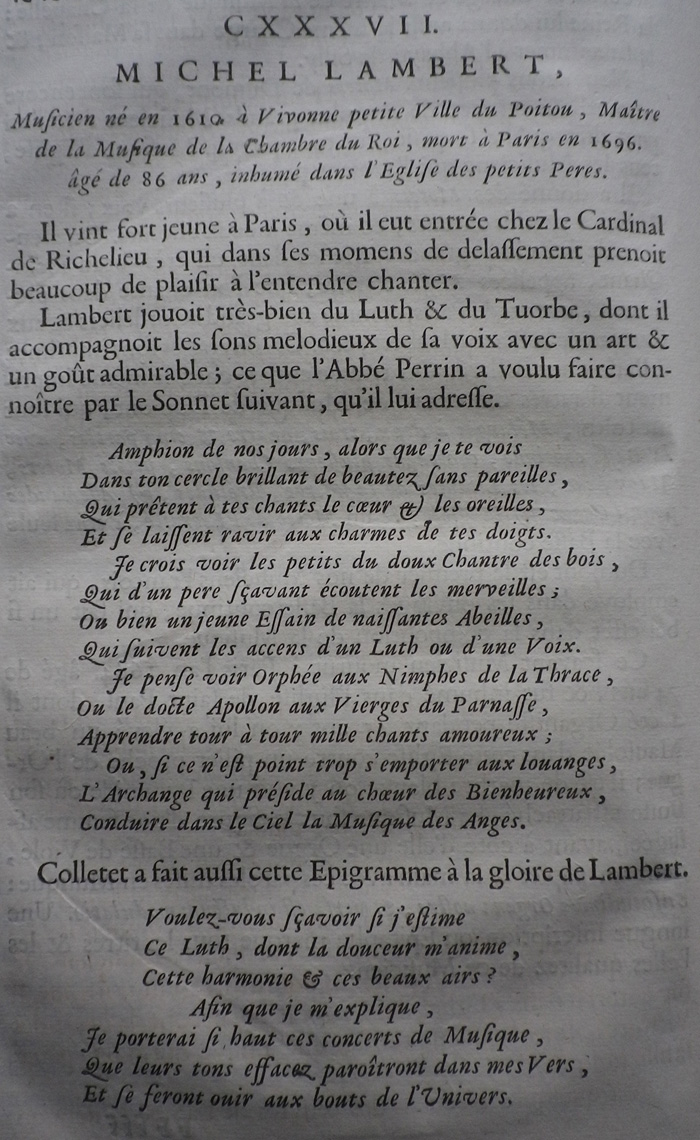 CXXXVII.
MICHEL LAMBERT,
Muſicien né en 1610 à Vivonne petite Ville du Poitou, Maître
de la Muſique de la Chambre du Roi, mort à Paris en 1696.
âgé de 86 ans, inhumé dans l'Egliſe des petits Peres.
Il vint fort jeune à Paris, où il eut entrée chez le Cardinal
de Richelieu, qui dans ſes momens de delaſſement prenoit
beaucoup de plaiſir à l'entendre chanter.
Lambert jouoit très-bien du Luth & du Tuorbe, dont il
accompagnoit les ſons melodieux de ſa voix avec un art &
un goût admirable; ce que l'Abbé Perrin a voulu faire con-
noître par le Sonnet ſuivant, qu'il lui adreſſe.
Amphion de nos jours, alors que je te vois
Dans ton cercle brillant de beautez ſans pareilles,
Qui prêtent à tes chants le cœur & les oreilles,
Et ſe laiſſent ravir aux charmes de tes doigts.
Je crois voir les petits du doux Chantre des bois,
Qui d'un pere ſçavant écoutent les merveilles;
Ou bien un jeune Eſſain de naiſſantes Abeilles,
Qui ſuivent les accens d'un Luth ou d'une Voix.
Je penſe voir Orphée aux Nimphes de la Thrace,
Ou le docte Apollon aux Vierges du Parnaſſe,
Apprendre tour à tour mille chants amoureux;
Ou, ſi ce n'eſt point trop s'emporter aux louanges,
L'Archange qui préſide au chœur des Bienheureux,
Conduire dans le Ciel la Muſique des Anges.
Colletet a fait auſſi cette Epigramme à la gloire de Lambert.
Voulez-vous ſçavoir ſi j'eſtime
Ce Luth, dont la douceur m'anime,
Cette harmonie & ces beaux airs?
Afin que je m'explique,
Je porterai ſi haut ces concerts de Muſique,
Que leurs tons effacez paroîtront dans mes Vers,
Et ſe feront ouir aux bouts de l'Univers.